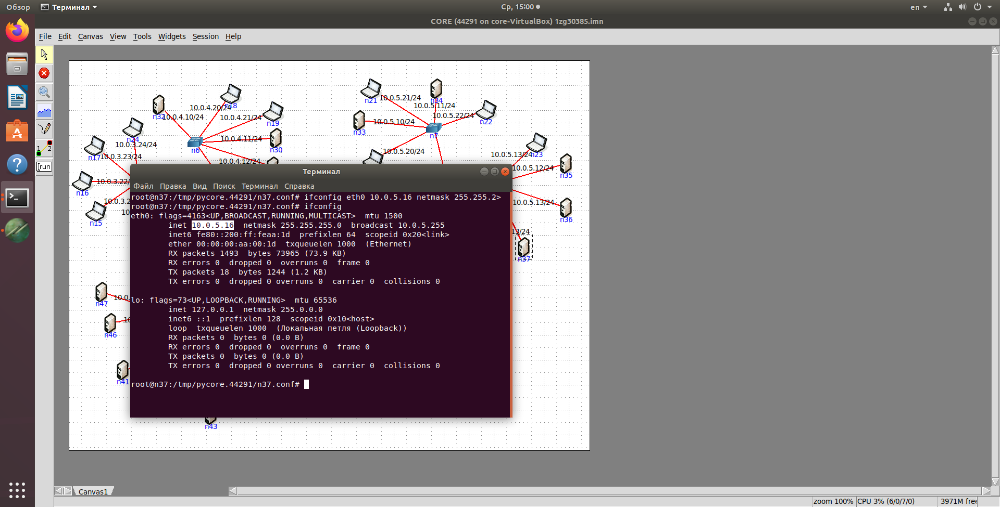 Обзор Терминал Ср, 15:00 en
CORE (44291 on core-VirtualBox) 1zg30385.imn
File Edit Canvas View Tools Widgets Session Help
n18
10.0.4.20/24
n32
10.0.4.10/24
10.0.4.21/24
n19
n24
10.0.3.24/24
10.0.4.11/24
n6
n30
n17
10.0.3.23/24
10.0.4.12/24
n21
10.0.5.21/24
n34
10.0.5.11/24
10.0.5.22/24
n22
n33
10.0.5.10/24
n7
10.0.5.20/24
10.0.5.13/24
n23
10.0.5.12/24
n35
10.0.5.13/24
n36
13/24
n37
10.0.3.22/
n16
10.0.3.2
10
n15
run
1 2
Терминал
Файл Правка Вид Поиск Терминал Справка
root@n37:/tmp/pycore.44291/n37.conf# ifconfig eth0 10.0.5.16 netmask 255.255.2>
root@n37:/tmp/pycore.44291/n37.conf# ifconfig
eth0: flags=4163<UP,BROADCAST,RUNNING,MULTICAST>  mtu 1500
        inet 10.0.5.16  netmask 255.255.255.0  broadcast 10.0.5.255
        inet6 fe80::200:ff:feaa:1d  prefixlen 64  scopeid 0x20<link>
        ether 00:00:00:aa:00:1d  txqueuelen 1000  (Ethernet)
        RX packets 1493  bytes 73965 (73.9 KB)
        RX errors 0  dropped 0  overruns 0  frame 0
        TX packets 18  bytes 1244 (1.2 KB)
        TX errors 0  dropped 0 overruns 0  carrier 0  collisions 0
lo: flags=73<UP,LOOPBACK,RUNNING>  mtu 65536
        inet 127.0.0.1  netmask 255.0.0.0
        inet6 ::1  prefixlen 128  scopeid 0x10<host>
        loop  txqueuelen 1000  (Локальная петля (Loopback))
        RX packets 0  bytes 0 (0.0 B)
        RX errors 0  dropped 0  overruns 0  frame 0
        TX packets 0  bytes 0 (0.0 B)
        TX errors 0  dropped 0 overruns 0  carrier 0  collisions 0
root@n37:/tmp/pycore.44291/n37.conf#
n47
10.0.
n46
n41
n43
Canvas1
zoom 100% CPU 3% (6/0/7/0) 3971M free